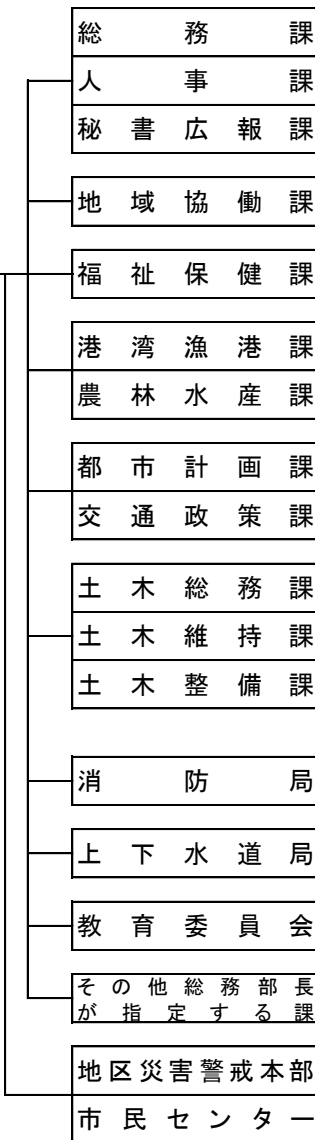 総務課
人事課
秘書広報課
地域協働課
福祉保健課
港湾漁港課
農林水産課
都市計画課
交通政策課
土木総務課
土木維持課
土木整備課
消防局
上下水道局
教育委員会
その他総務部長
が指定する課
地区災害警戒本部
市民センター